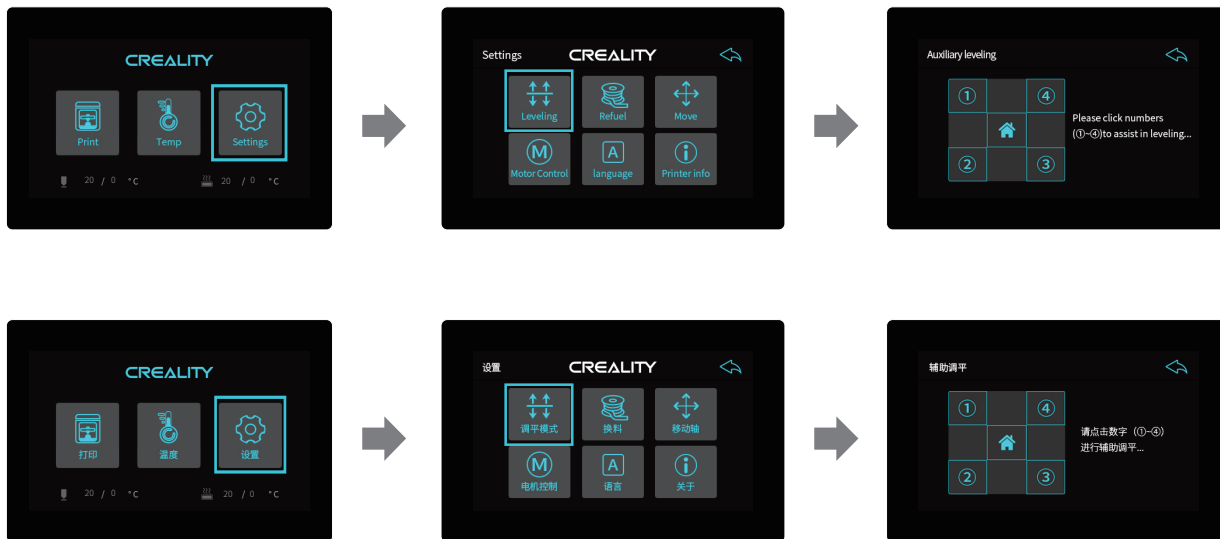 CREALITY
Print Temp Settings
20 / 0 °C 20 / 0 °C
Settings CREALITY
Leveling Refuel Move
Motor Control language Printer info
Auxiliary leveling
① ④
Please click numbers
(①~④)to assist in leveling...
② ③
CREALITY
打印 温度 设置
20 / 0 °C 20 / 0 °C
设置 CREALITY
调平模式 换料 移动轴
电机控制 语言 关于
辅助调平
① ④
请点击数字（①~④）
进行辅助调平...
② ③